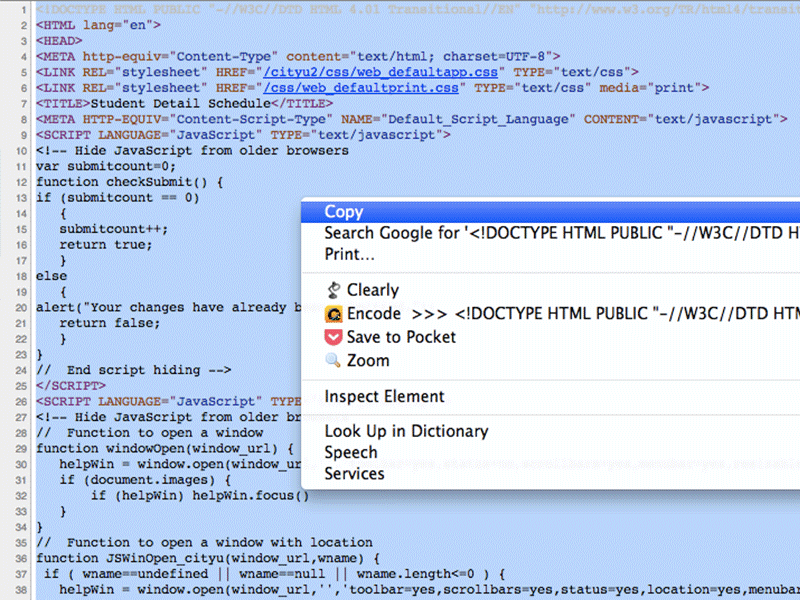 1 <!DOCTYPE HTML PUBLIC "-//W3C//DTD HTML 4.01 Transitional//EN" "http://www.w3.org/TR/html4/transit
2 <HTML lang="en">
3 <HEAD>
4 <META http-equiv="Content-Type" content="text/html; charset=UTF-8">
5 <LINK REL="stylesheet" HREF="/cityu2/css/web_defaultapp.css" TYPE="text/css">
6 <LINK REL="stylesheet" HREF="/css/web_defaultprint.css" TYPE="text/css" media="print">
7 <TITLE>Student Detail Schedule</TITLE>
8 <META HTTP-EQUIV="Content-Script-Type" NAME="Default_Script_Language" CONTENT="text/javascript">
9 <SCRIPT LANGUAGE="JavaScript" TYPE="text/javascript">
10 <!-- Hide JavaScript from older browsers
11 var submitcount=0;
12 function checkSubmit() {
13 if (submitcount == 0)
14 {
15 submitcount++;
16 return true;
17 }
18 else
19 {
20 alert("Your changes have already b
21 return false;
22 }
23 }
24 // End script hiding -->
25 </SCRIPT>
26 <SCRIPT LANGUAGE="JavaScript" TYPE
27 <!-- Hide JavaScript from older br
28 // Function to open a window
29 function windowOpen(window_url) {
30 helpWin = window.open(window_ur
31 if (document.images) {
32 if (helpWin) helpWin.focus()
33 }
34 }
35 // Function to open a window with location
36 function JSWinOpen_cityu(window_url,wname) {
37 if ( wname==undefined || wname==null || wname.length<=0 ) {
38 helpWin = window.open(window_url,'','toolbar=yes,scrollbars=yes,status=yes,location=yes,menubar
Copy
Search Google for '<!DOCTYPE HTML PUBLIC "-//W3C//DTD H
Print...
Clearly
Encode >>> <!DOCTYPE HTML PUBLIC "-//W3C//DTD HTM
Save to Pocket
Zoom
Inspect Element
Look Up in Dictionary
Speech
Services